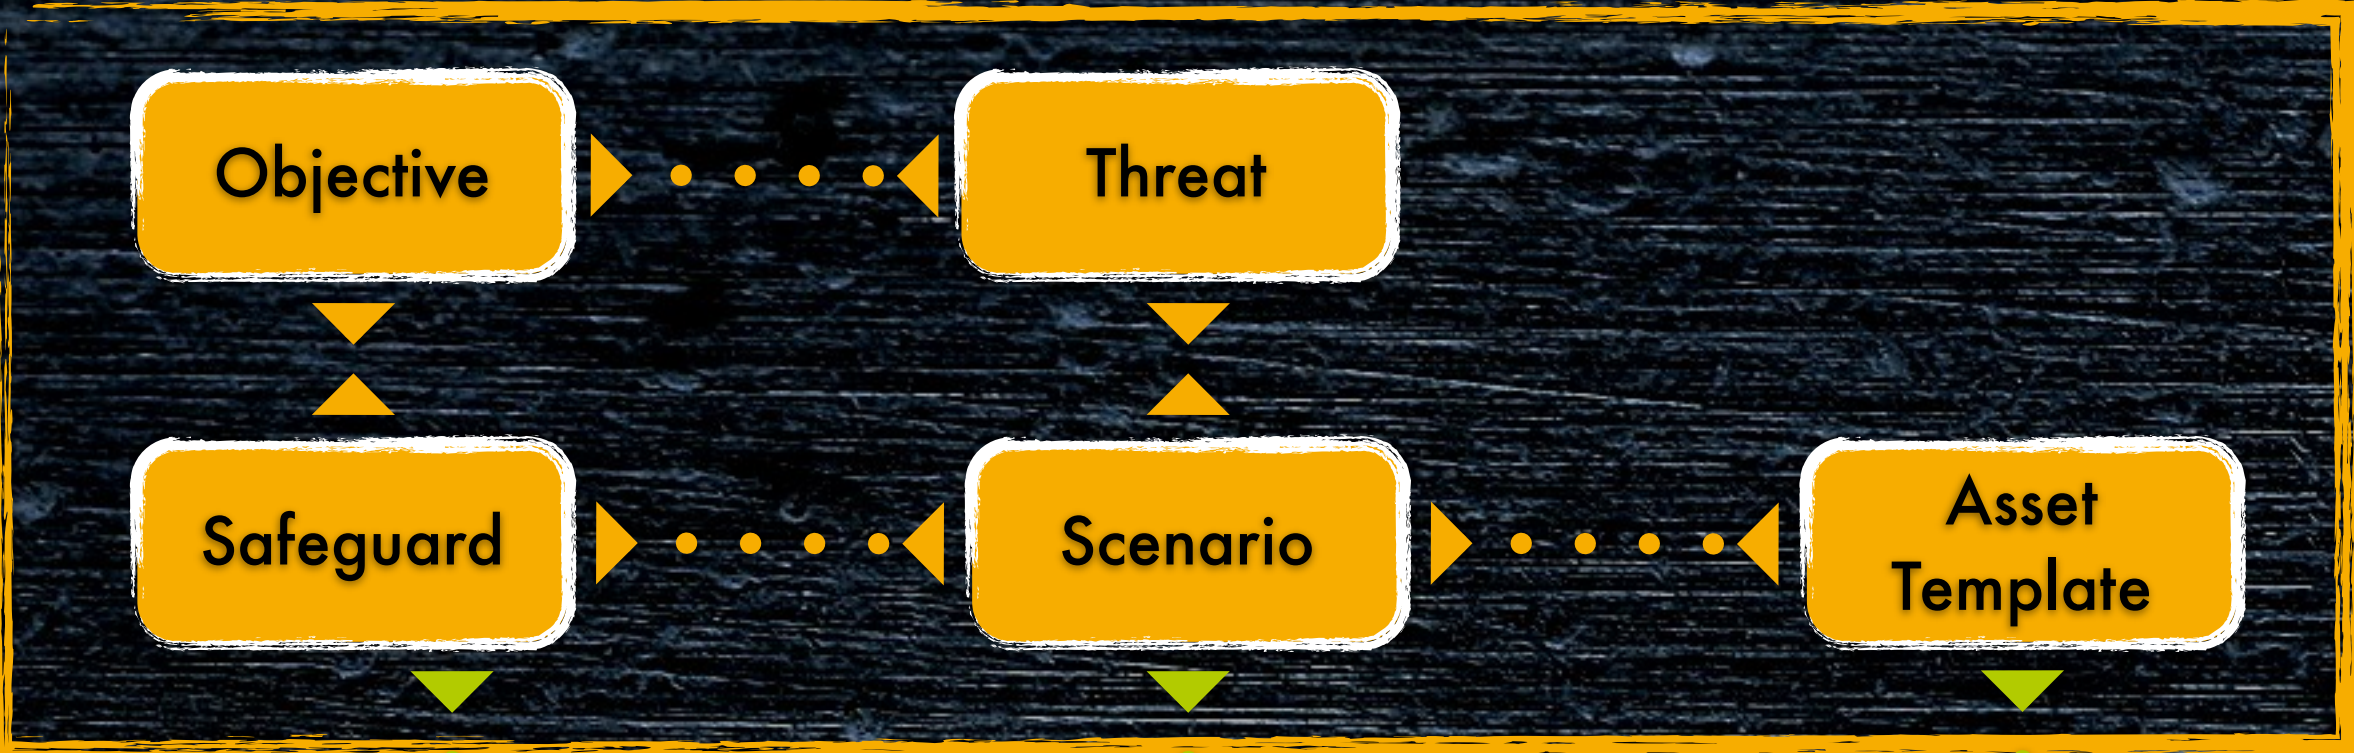 Objective
Threat
Safeguard
Scenario
Asset
Template